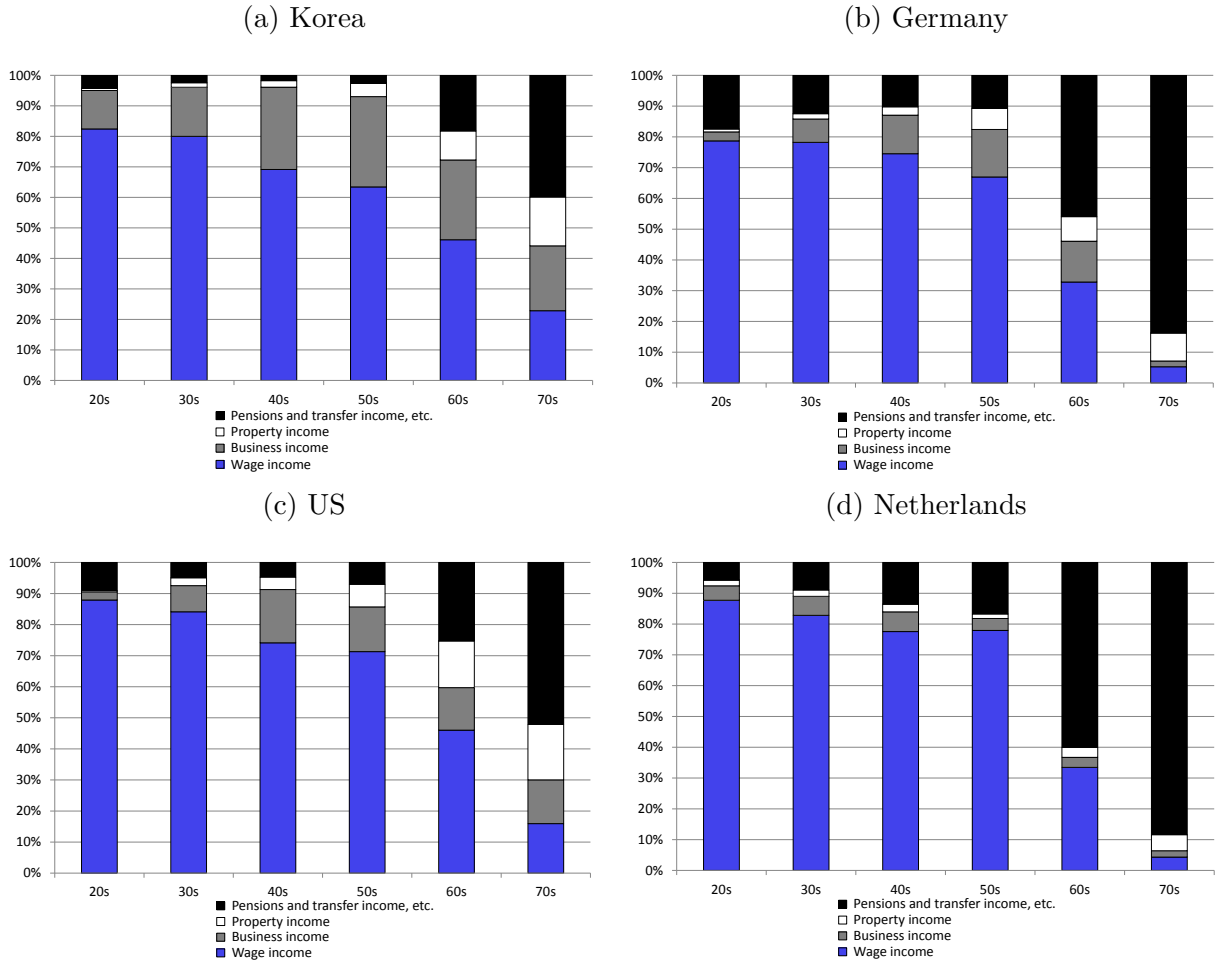 (a) Korea
100%
90%
80%
70%
60%
50%
40%
30%
20%
10%
0%
20s 30s 40s 50s 60s 70s
Pensions and transfer income, etc.
Property income
Business income
Wage income
(b) Germany
100%
90%
80%
70%
60%
50%
40%
30%
20%
10%
0%
20s 30s 40s 50s 60s 70s
Pensions and transfer income, etc.
Property income
Business income
Wage income
(c) US
100%
90%
80%
70%
60%
50%
40%
30%
20%
10%
0%
20s 30s 40s 50s 60s 70s
Pensions and transfer income, etc.
Property income
Business income
Wage income
(d) Netherlands
100%
90%
80%
70%
60%
50%
40%
30%
20%
10%
0%
20s 30s 40s 50s 60s 70s
Pensions and transfer income, etc.
Property income
Business income
Wage income